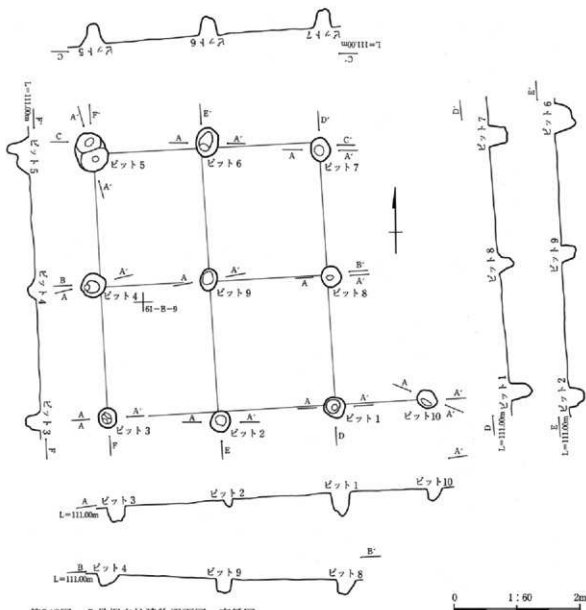 ピット5
ピット6
ピット7
C
L=111.00m
C'
L=111.00m
F'
A'
F'
E'
D'
C
A
A'
A
C'
A'
ピット5
ピット6
ピット7
A'
ピット5
B
A
A'
A
A'
A
B'
A'
ピット4
61-B-9
ピット9
ピット8
ピット4
A
A
A'
A
A'
A
A'
A
A'
A'
ピット3
ピット2
ピット1
ピット10
F
E
D
ピット3
F
D'
ピット7
ピット8
ピット1
D
L=111.00m
E'
ピット6
ピット9
ピット2
E
L=111.00m
A
ピット3
ピット2
ピット1
ピット10
A'
L=111.00m
B
ピット4
ピット9
ピット8
B'
L=111.00m
0
1:60
2m